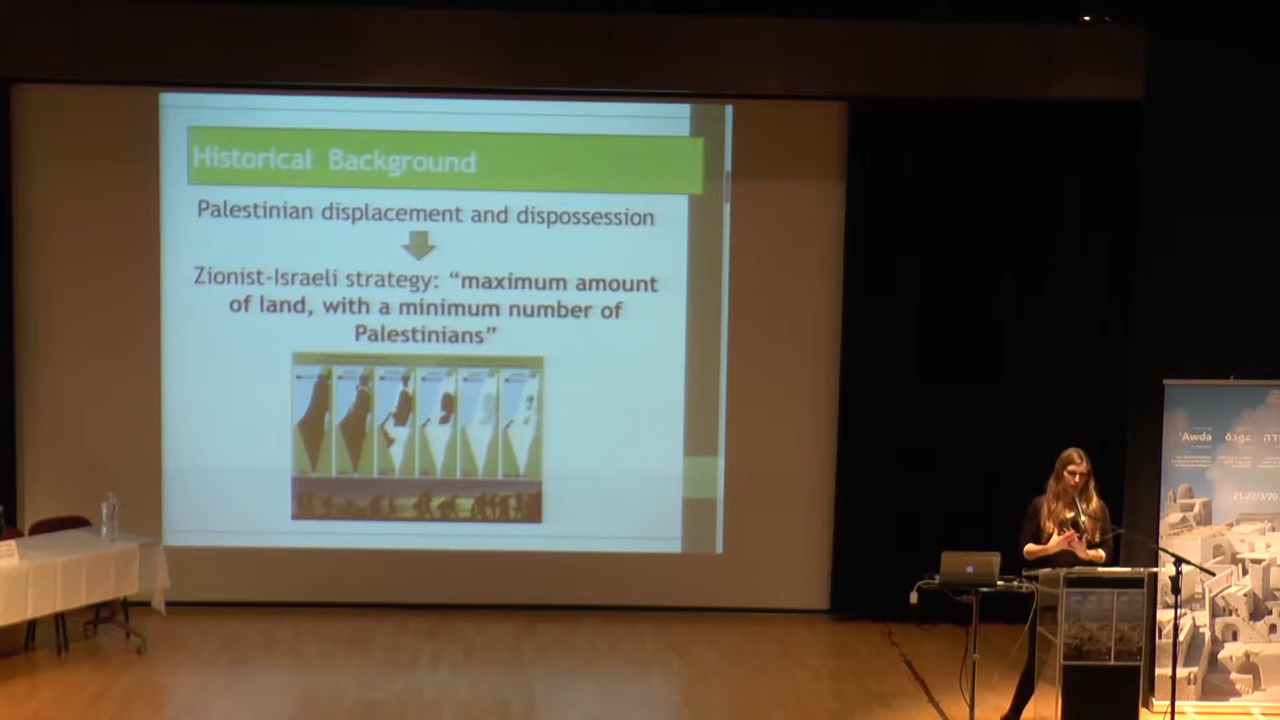 Historical Background
Palestinian displacement and dispossession
Zionist-Israeli strategy: “maximum amount
of land, with a minimum number of
Palestinians”
'Awda عودة
21-22/3/20